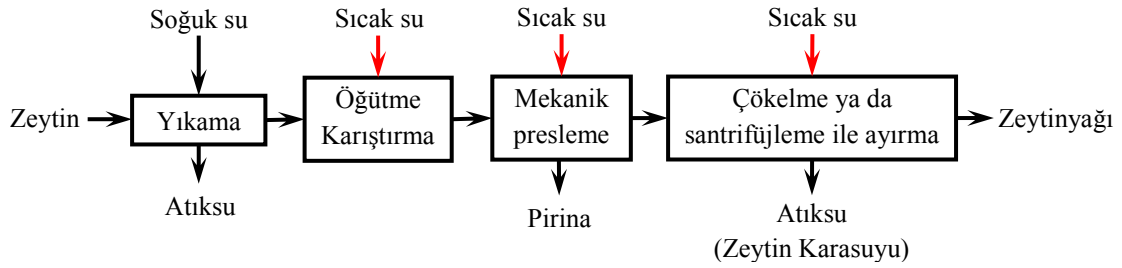 Soğuk su
Sıcak su
Sıcak su
Sıcak su
Zeytin
Yıkama
Öğütme
Karıştırma
Mekanik
presleme
Çökelme ya da
santrifüjleme ile ayırma
Zeytinyağı
Atıksu
Pirina
Atıksu
(Zeytin Karasuyu)